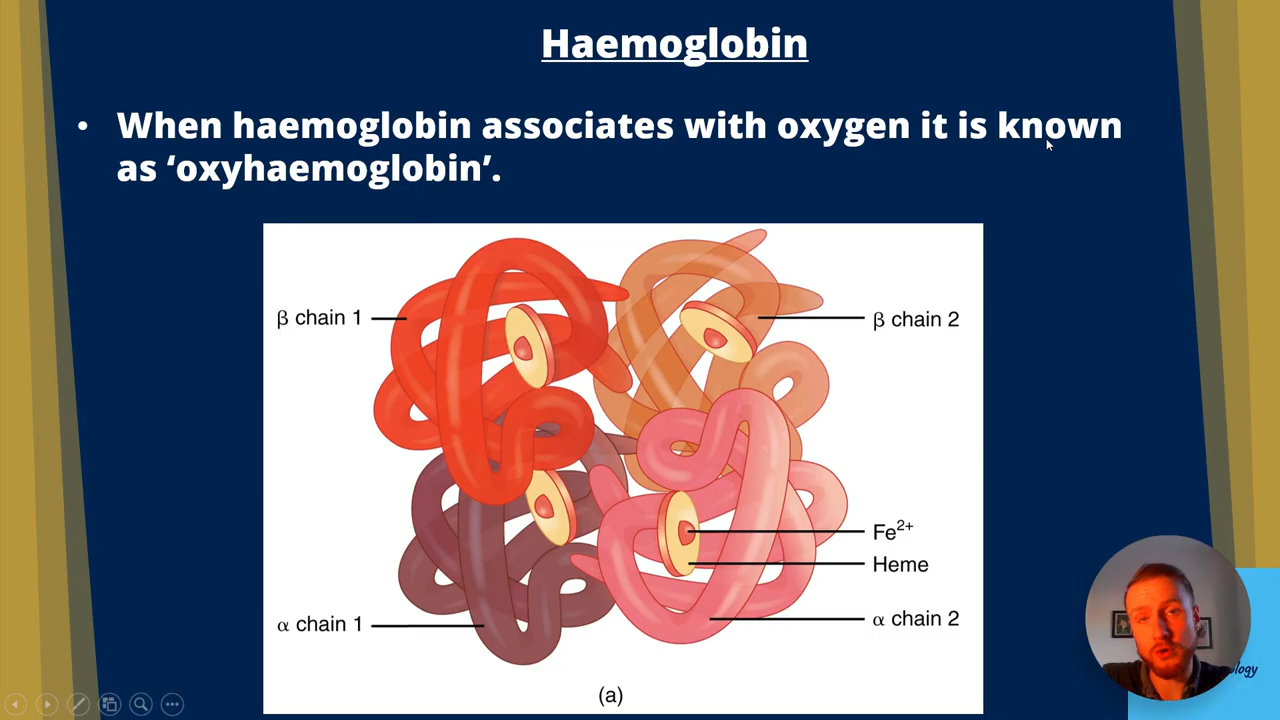 Haemoglobin
• When haemoglobin associates with oxygen it is known
as ‘oxyhaemoglobin’.
β chain 1
β chain 2
Fe²⁺
Heme
α chain 1
α chain 2
(a)